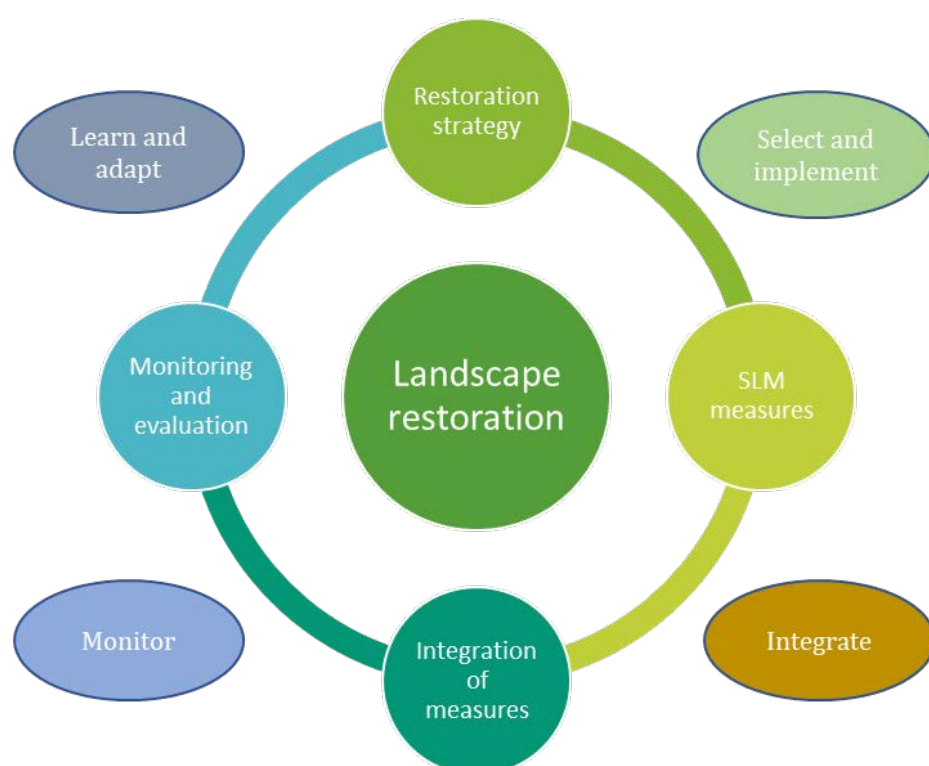 Restoration
strategy
Learn and
adapt
Select and
implement
Landscape
restoration
Monitoring
and
evaluation
SLM
measures
Monitor
Integration
of
measures
Integrate